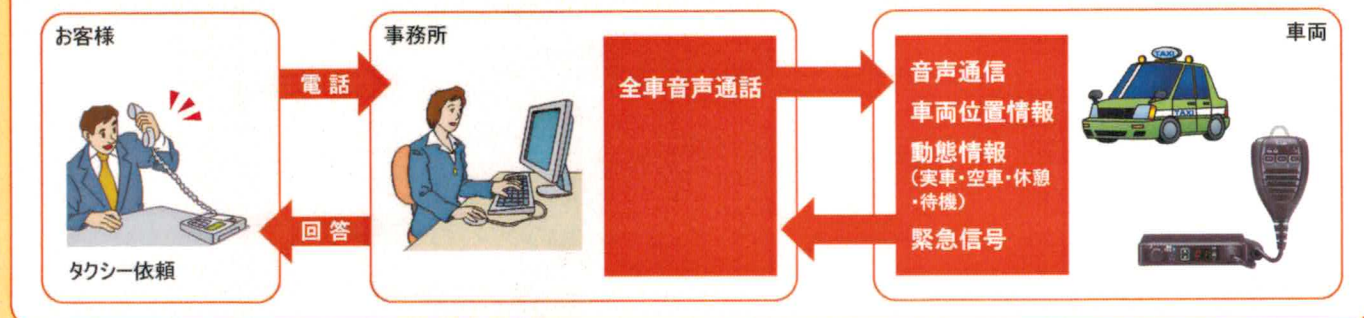 お客様
電話
回答
タクシー依頼
事務所
全車音声通話
車両
音声通信
車両位置情報
動態情報
(実車・空車・休憩
・待機)
緊急信号
TAXI
TAXI